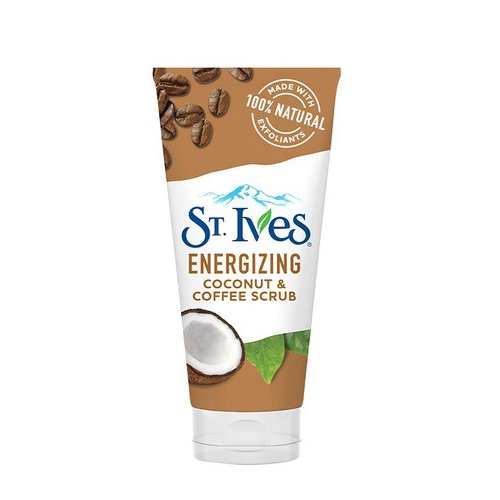 MADE WITH
100% NATURAL
EXFOLIANTS
ST. IVES®
ENERGIZING
COCONUT &
COFFEE SCRUB